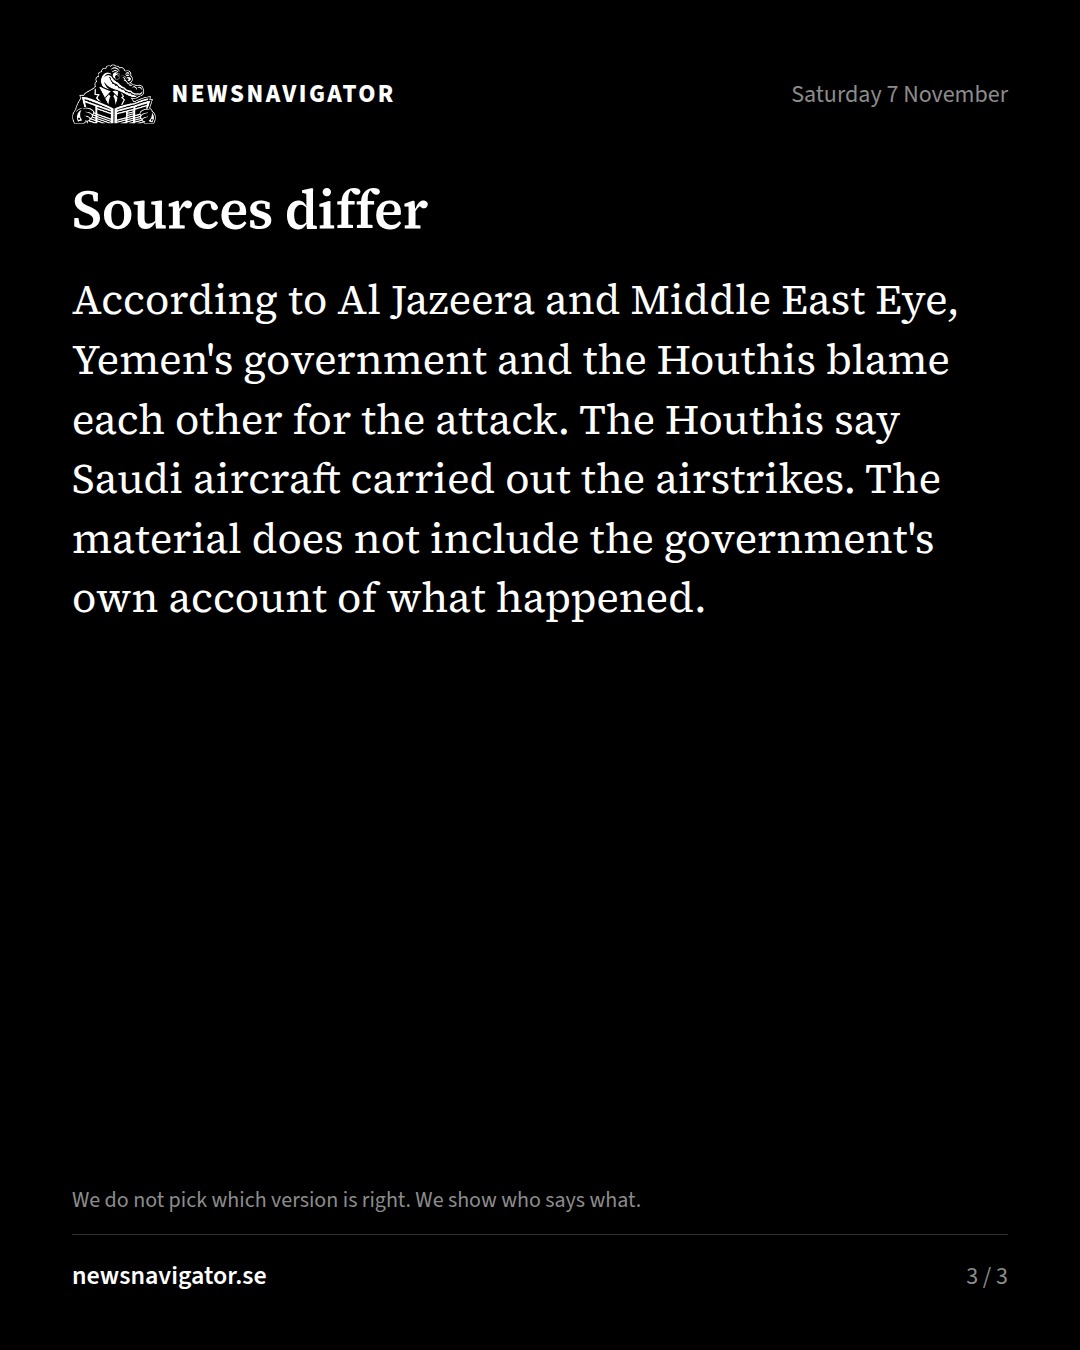 NEWSNAVIGATOR
Saturday 7 November
Sources differ
According to Al Jazeera and Middle East Eye,
Yemen's government and the Houthis blame
each other for the attack. The Houthis say
Saudi aircraft carried out the airstrikes. The
material does not include the government's
own account of what happened.
We do not pick which version is right. We show who says what.
newsnavigator.se
3 / 3